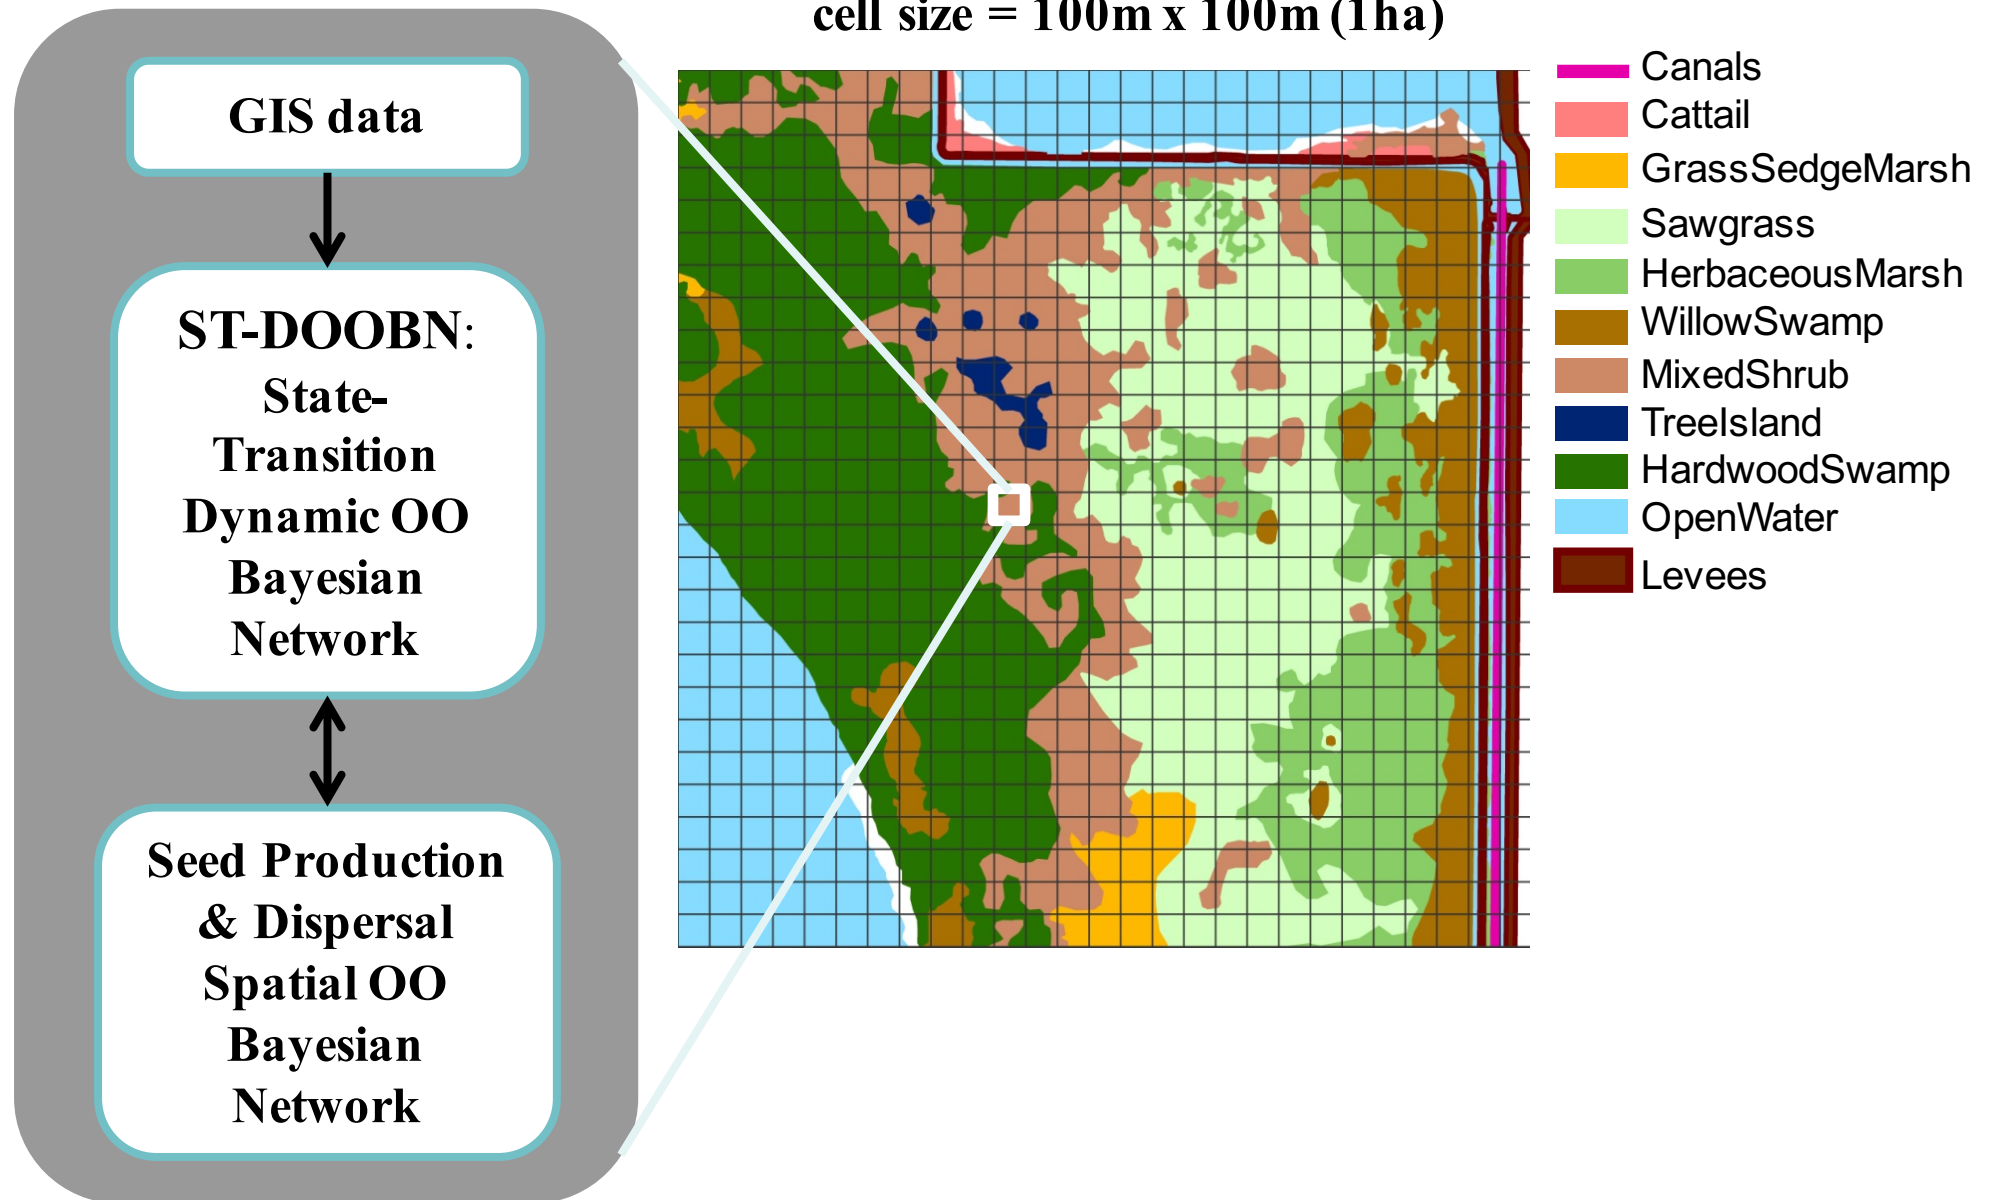 cell size = 100m x 100m (1ha)
GIS data
ST-DOOBN:
State-
Transition
Dynamic OO
Bayesian
Network
Seed Production
& Dispersal
Spatial OO
Bayesian
Network
Canals
Cattail
GrassSedgeMarsh
Sawgrass
HerbaceousMarsh
WillowSwamp
MixedShrub
TreeIsland
HardwoodSwamp
OpenWater
Levees